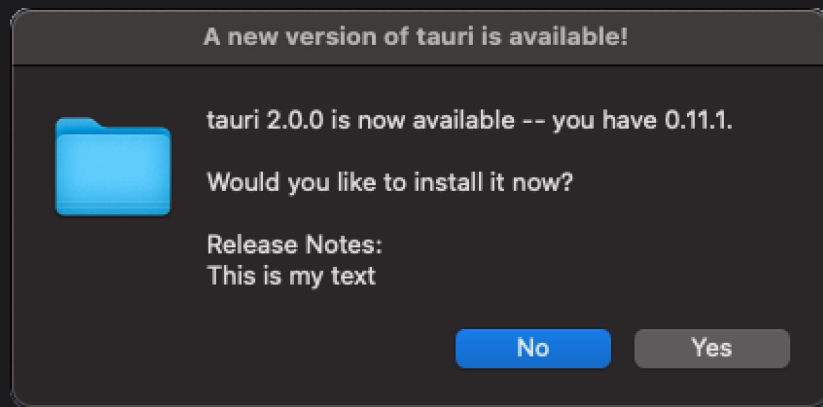 A new version of tauri is available!
tauri 2.0.0 is now available -- you have 0.11.1.
Would you like to install it now?
Release Notes:
This is my text
No
Yes